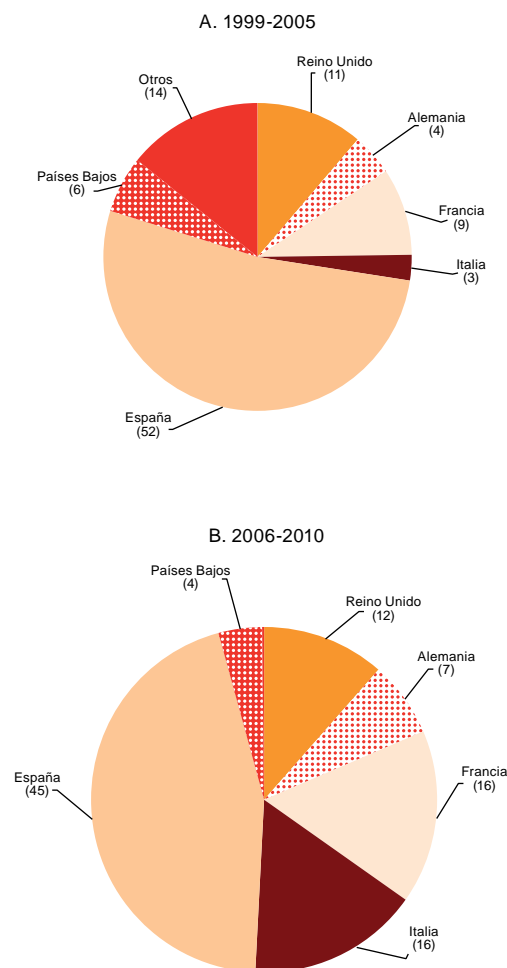 A. 1999-2005
Reino Unido
(11)
Otros
(14)
Alemania
(4)
Países Bajos
(6)
Francia
(9)
Italia
(3)
España
(52)
B. 2006-2010
Países Bajos
(4)
Reino Unido
(12)
Alemania
(7)
Francia
(16)
España
(45)
Italia
(16)